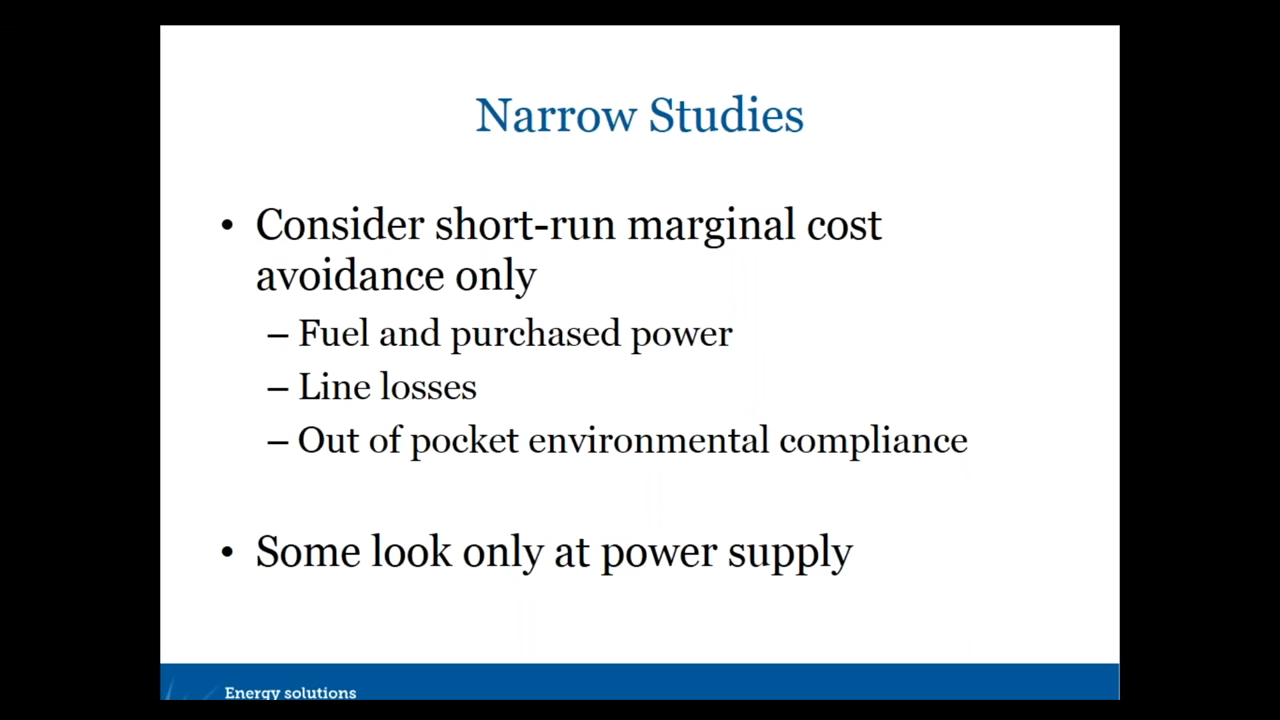 Narrow Studies
• Consider short-run marginal cost
avoidance only
– Fuel and purchased power
– Line losses
– Out of pocket environmental compliance
• Some look only at power supply
Energy solutions